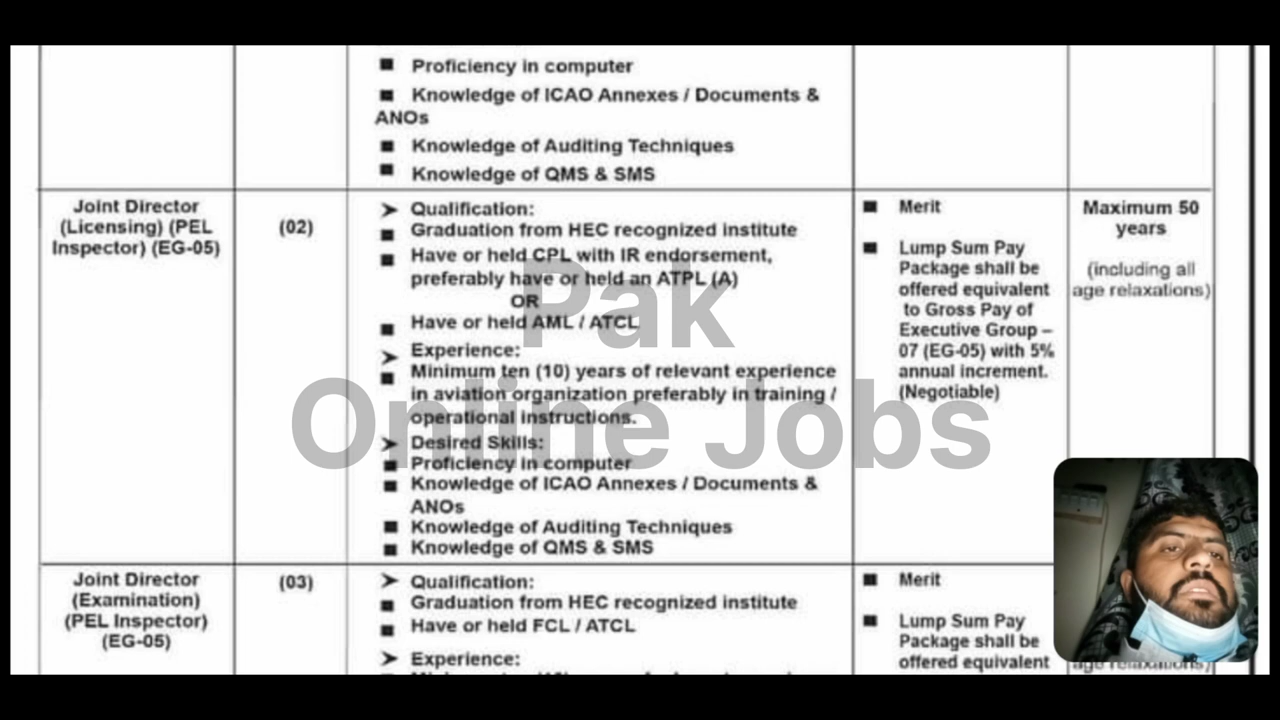 Proficiency in computer
Knowledge of ICAO Annexes / Documents &
ANOs
Knowledge of Auditing Techniques
Knowledge of QMS & SMS
Joint Director
(Licensing) (PEL
Inspector) (EG-05)
(02)
Qualification:
Graduation from HEC recognized institute
Have or held CPL with IR endorsement,
preferably have or held an ATPL (A)
OR
Have or held AML / ATCL
Experience:
Minimum ten (10) years of relevant experience
in aviation organization preferably in training /
operational instructions.
Desired Skills:
Proficiency in computer
Knowledge of ICAO Annexes / Documents &
ANOs
Knowledge of Auditing Techniques
Knowledge of QMS & SMS
Merit
Lump Sum Pay
Package shall be
offered equivalent
to Gross Pay of
Executive Group –
07 (EG-05) with 5%
annual increment.
(Negotiable)
Maximum 50
years
(including all
age relaxations)
Joint Director
(Examination)
(PEL Inspector)
(EG-05)
(03)
Qualification:
Graduation from HEC recognized institute
Have or held FCL / ATCL
Experience:
Merit
Lump Sum Pay
Package shall be
offered equivalent
age relaxations)
Pak
Online Jobs